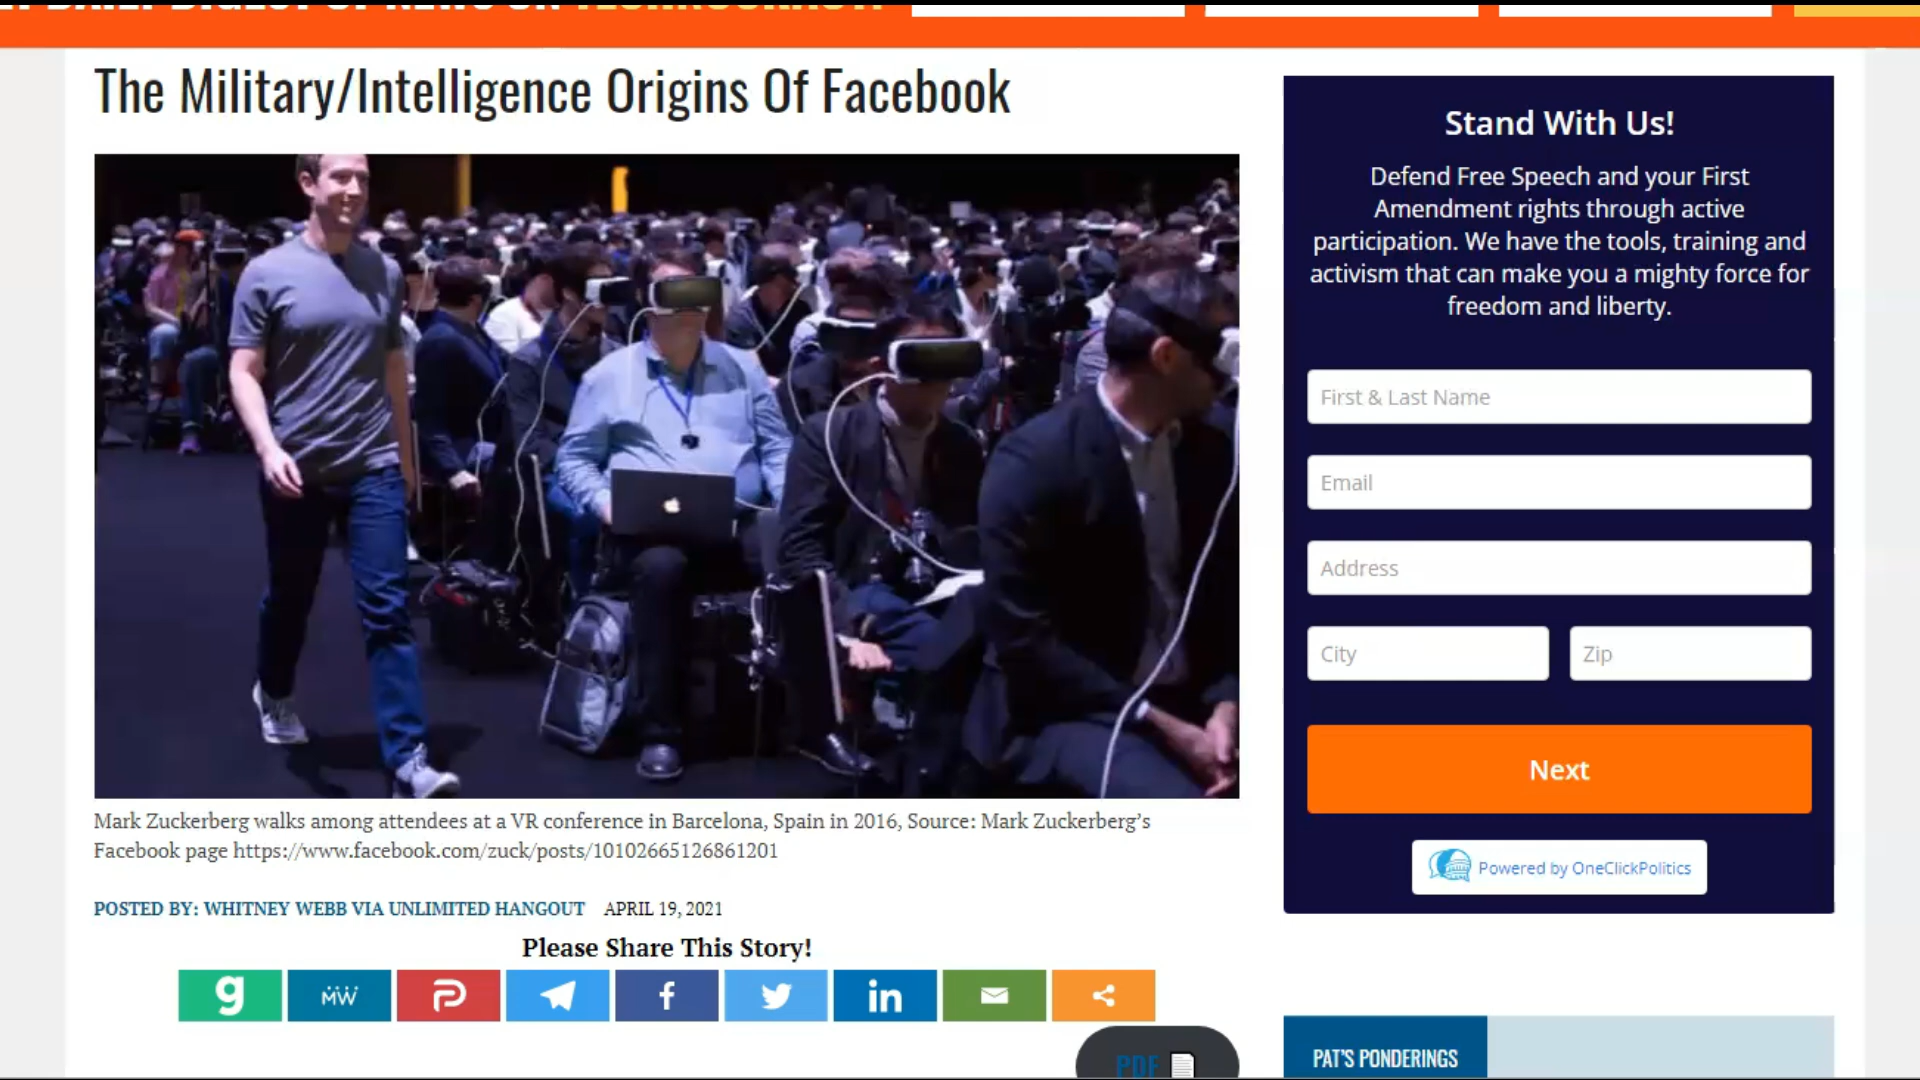 The Military/Intelligence Origins Of Facebook
Mark Zuckerberg walks among attendees at a VR conference in Barcelona, Spain in 2016, Source: Mark Zuckerberg’s
Facebook page https://www.facebook.com/zuck/posts/10102665126861201
POSTED BY: WHITNEY WEBB VIA UNLIMITED HANGOUT APRIL 19, 2021
Please Share This Story!
g
MW
f
in
PDF
Stand With Us!
Defend Free Speech and your First
Amendment rights through active
participation. We have the tools, training and
activism that can make you a mighty force for
freedom and liberty.
First & Last Name
Email
Address
City Zip
Next
Powered by OneClickPolitics
PAT'S PONDERINGS